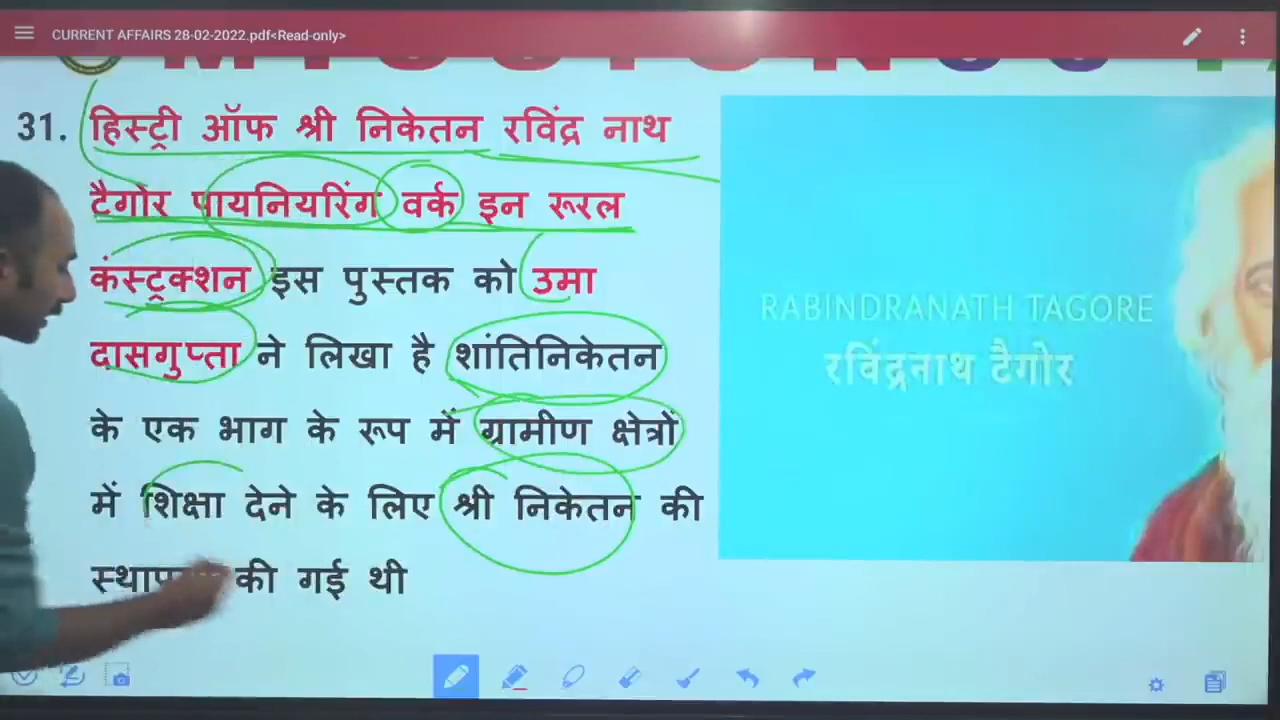 CURRENT AFFAIRS 28-02-2022.pdf<Read-only>
31. हिस्ट्री ऑफ श्री निकेतन रविंद्र नाथ
टैगोर पायनियरिंग वर्क इन रूरल
कंस्ट्रक्शन इस पुस्तक को उमा
दासगुप्ता ने लिखा है शांतिनिकेतन
के एक भाग के रूप में ग्रामीण क्षेत्रों
में शिक्षा देने के लिए श्री निकेतन की
की गई थी
RABINDRANATH TAGORE
रविंद्रनाथ टैगोर